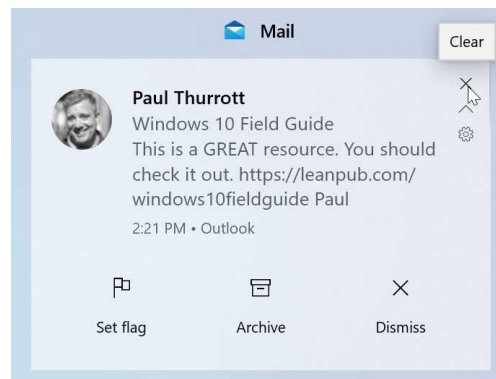 Mail
Clear
Paul Thurrott
Windows 10 Field Guide
This is a GREAT resource. You should
check it out. https://leanpub.com/
windows10fieldguide Paul
2:21 PM • Outlook
Set flag
Archive
Dismiss